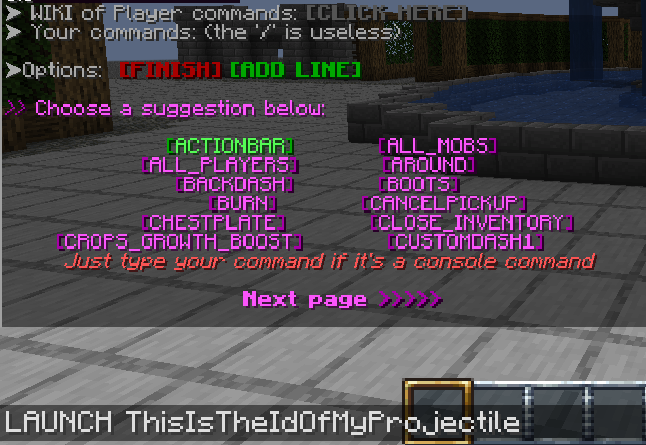 ➤ WIKI of Player commands: [CLICK HERE]
➤ Your commands: (the "/" is useless)
➤Options: [FINISH] [ADD LINE]
>> Choose a suggestion below:
[ACTIONBAR] [ALL_MOBS]
[ALL_PLAYERS] [AROUND]
[BACKDASH] [BOOTS]
[BURN] [CANCELPICKUP]
[CHESTPLATE] [CLOSE_INVENTORY]
[CROPS_GROWTH_BOOST] [CUSTOMDASH1]
Just type your command if it's a console command
Next page >>>>>
LAUNCH ThisIsTheIdOfMyProjectile